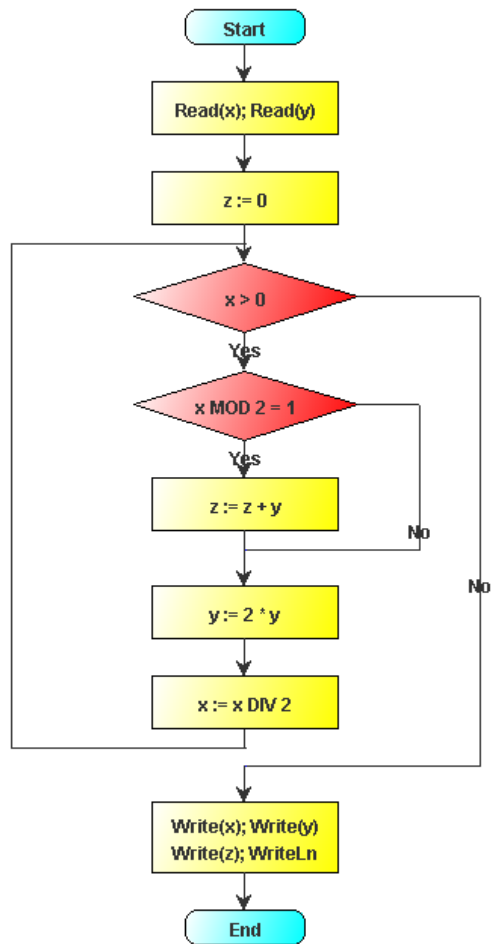 Start
Read(x); Read(y)
z := 0
x > 0
Yes
x MOD 2 = 1
Yes
z := z + y
No
y := 2 * y
No
x := x DIV 2
Write(x); Write(y)
Write(z); WriteLn
End